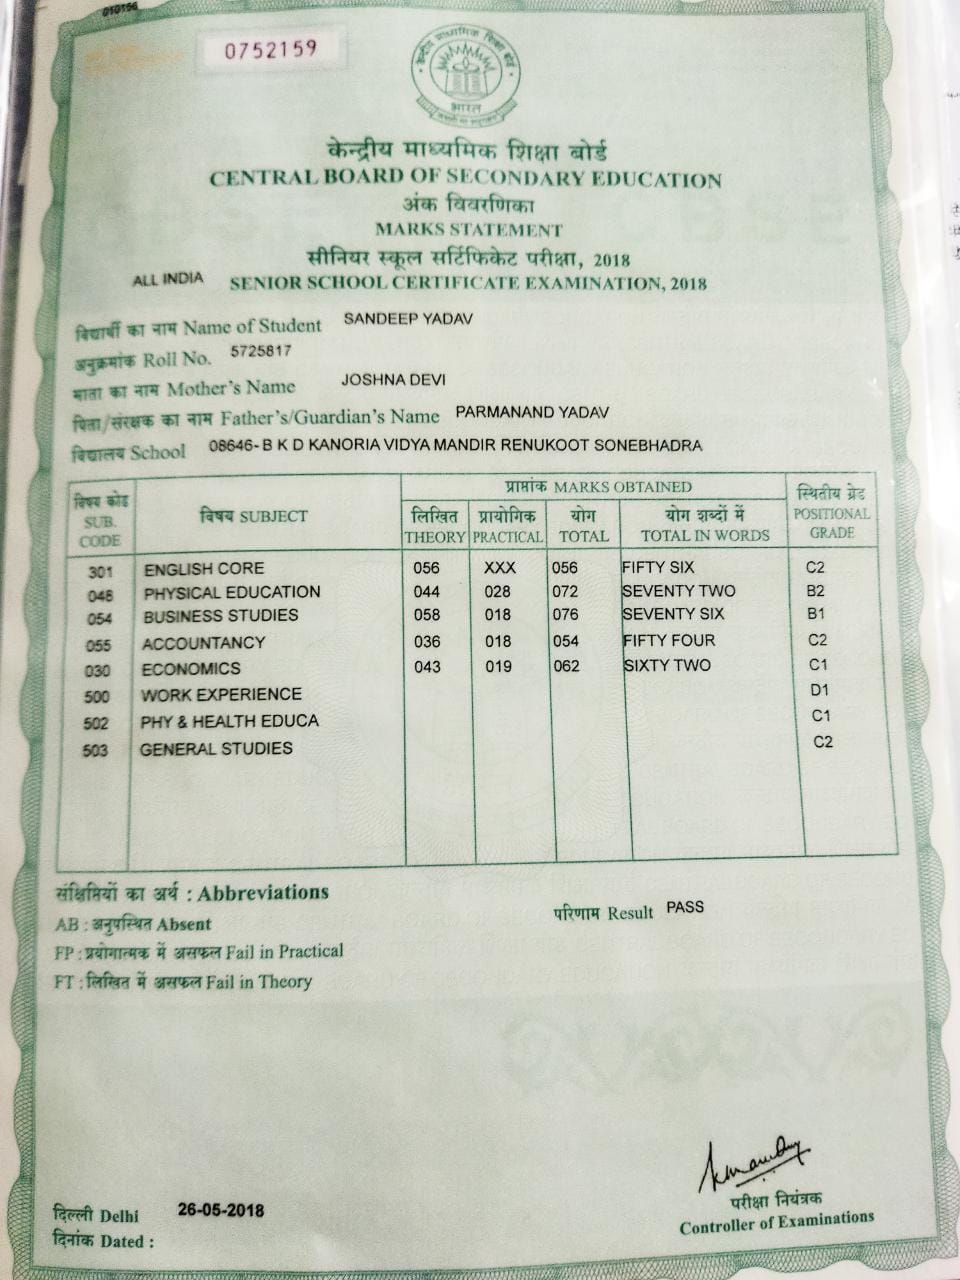 010156
0752159
भारत
केन्द्रीय माध्यमिक शिक्षा बोर्ड
CENTRAL BOARD OF SECONDARY EDUCATION
अंक विवरणिका
MARKS STATEMENT
सीनियर स्कूल सर्टिफिकेट परीक्षा, 2018
ALL INDIA SENIOR SCHOOL CERTIFICATE EXAMINATION, 2018
विद्यार्थी का नाम Name of Student SANDEEP YADAV
अनुक्रमांक Roll No. 5725817
माता का नाम Mother's Name JOSHNA DEVI
पिता/संरक्षक का नाम Father's/Guardian's Name PARMANAND YADAV
विद्यालय School 08646- B K D KANORIA VIDYA MANDIR RENUKOOT SONEBHADRA
विषय कोड SUB. CODE विषय SUBJECT प्राप्तांक MARKS OBTAINED स्थितीय ग्रेड POSITIONAL GRADE
लिखित THEORY प्रायोगिक PRACTICAL योग TOTAL योग शब्दों में TOTAL IN WORDS
301 ENGLISH CORE 056 XXX 056 FIFTY SIX C2
048 PHYSICAL EDUCATION 044 028 072 SEVENTY TWO B2
054 BUSINESS STUDIES 058 018 076 SEVENTY SIX B1
055 ACCOUNTANCY 036 018 054 FIFTY FOUR C2
030 ECONOMICS 043 019 062 SIXTY TWO C1
500 WORK EXPERIENCE D1
502 PHY & HEALTH EDUCA C1
503 GENERAL STUDIES C2
संक्षिप्तियों का अर्थ : Abbreviations
परिणाम Result PASS
AB : अनुपस्थित Absent
FP : प्रयोगात्मक में असफल Fail in Practical
FT : लिखित में असफल Fail in Theory
दिल्ली Delhi 26-05-2018
दिनांक Dated :
परीक्षा नियंत्रक
Controller of Examinations